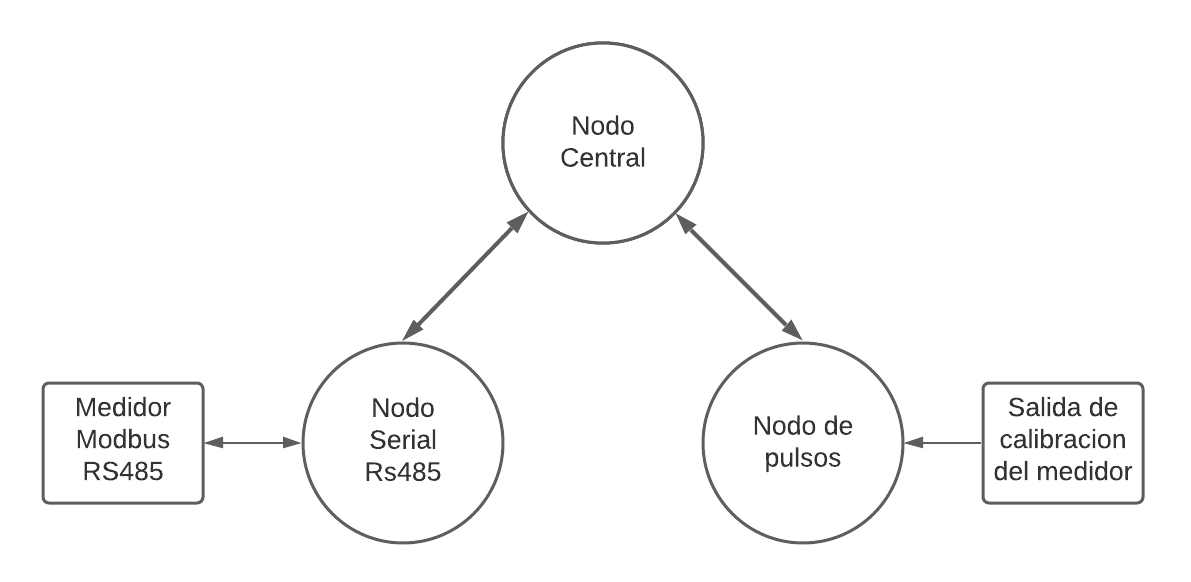 Nodo
Central
Medidor
Modbus
RS485
Nodo
Serial
Rs485
Nodo de
pulsos
Salida de
calibracion
del medidor